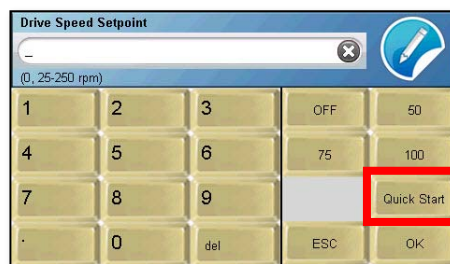 Drive Speed Setpoint
_
(0, 25-250 rpm)
1 2 3 OFF 50
4 5 6 75 100
7 8 9 Quick Start
. 0 del ESC OK